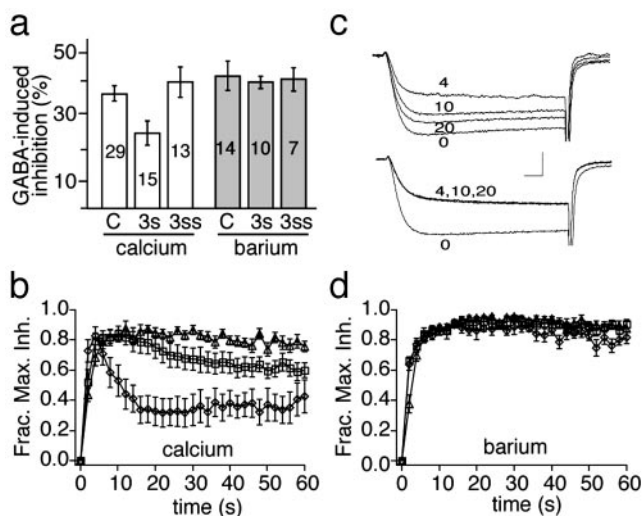 a
GABA-induced
inhibition (%)
50
30
10
29
15
13
14
10
7
C 3s 3ss C 3s 3ss
calcium barium
c
4
10
20
0
4,10,20
0
b
Frac. Max. Inh.
1.0
0.8
0.6
0.4
0.2
0.0
calcium
0 10 20 30 40 50 60
time (s)
d
Frac. Max. Inh.
1.0
0.8
0.6
0.4
0.2
0.0
barium
0 10 20 30 40 50 60
time (s)